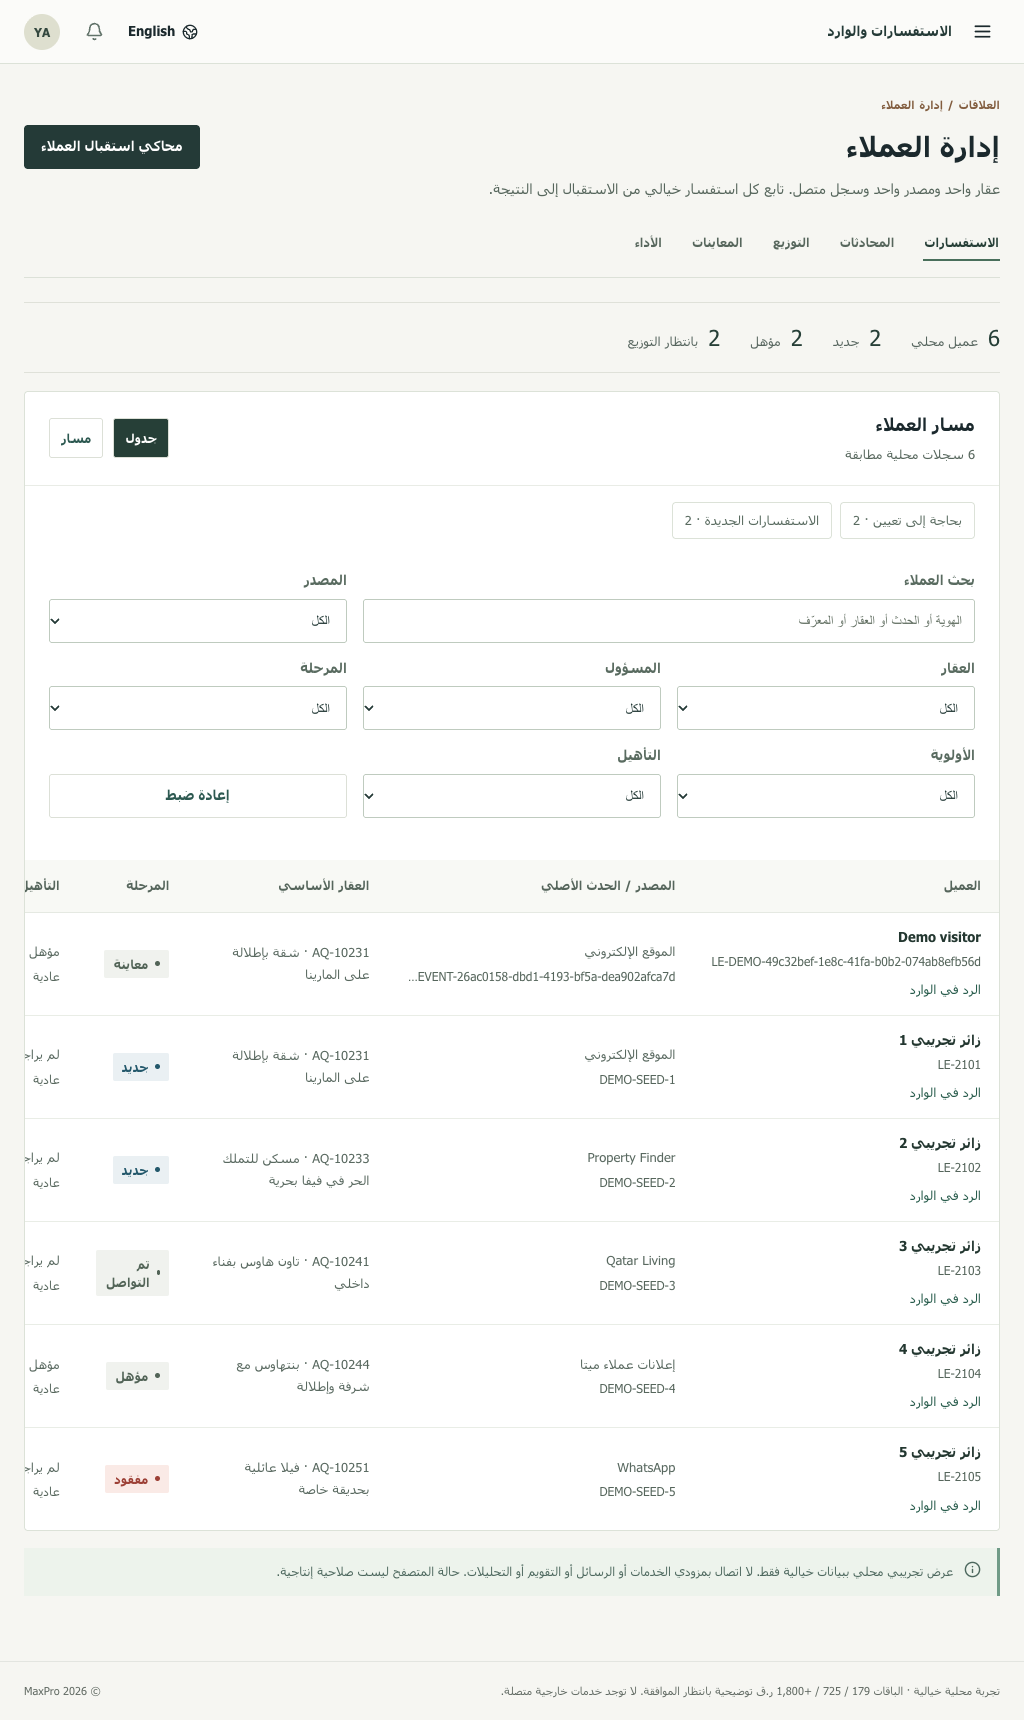 الاستفسارات والوارد
English
YA
العلاقات / إدارة العملاء
إدارة العملاء
محاكي استقبال العملاء
عقار واحد ومصدر واحد وسجل متصل. تابع كل استفسار خيالي من الاستقبال إلى النتيجة.
الاستفسارات المحادثات التوزيع المعاينات الأداء
6 عميل محلي 2 جديد 2 مؤهل 2 بانتظار التوزيع
مسار العملاء
جدول مسار
6 سجلات محلية مطابقة
بحاجة إلى تعيين · 2 الاستفسارات الجديدة · 2
بحث العملاء المصدر
الهوية أو الحدث أو العقار أو المعرّف الكل
العقار المسؤول المرحلة
الكل الكل الكل
الأولوية التأهيل
الكل الكل إعادة ضبط
العميل المصدر / الحدث الأصلي العقار الأساسي المرحلة التأهيل
Demo visitor
LE-DEMO-49c32bef-1e8c-41fa-b0b2-074ab8efb56d
الرد في الوارد
الموقع الإلكتروني
EVENT-26ac0158-dbd1-4193-bf5a-dea902afca7d…
AQ-10231 · شقة بإطلالة
على المارينا
معاينة
مؤهل
عادية
زائر تجريبي 1
LE-2101
الرد في الوارد
الموقع الإلكتروني
DEMO-SEED-1
AQ-10231 · شقة بإطلالة
على المارينا
جديد
لم يراج
عادية
زائر تجريبي 2
LE-2102
الرد في الوارد
Property Finder
DEMO-SEED-2
AQ-10233 · مسكن للتملك
الحر في فيفا بحرية
جديد
لم يراج
عادية
زائر تجريبي 3
LE-2103
الرد في الوارد
Qatar Living
DEMO-SEED-3
AQ-10241 · تاون هاوس بفناء
داخلي
تم
التواصل
لم يراج
عادية
زائر تجريبي 4
LE-2104
الرد في الوارد
إعلانات عملاء ميتا
DEMO-SEED-4
AQ-10244 · بنتهاوس مع
شرفة وإطلالة
مؤهل
مؤهل
عادية
زائر تجريبي 5
LE-2105
الرد في الوارد
WhatsApp
DEMO-SEED-5
AQ-10251 · فيلا عائلية
بحديقة خاصة
مفقود
لم يراج
عادية
عرض تجريبي محلي ببيانات خيالية فقط. لا اتصال بمزودي الخدمات أو الرسائل أو التقويم أو التحليلات. حالة المتصفح ليست صلاحية إنتاجية.
تجربة محلية خيالية · الباقات 179 / 725 / +1,800 ر.ق توضيحية بانتظار الموافقة. لا توجد خدمات خارجية متصلة.
© 2026 MaxPro